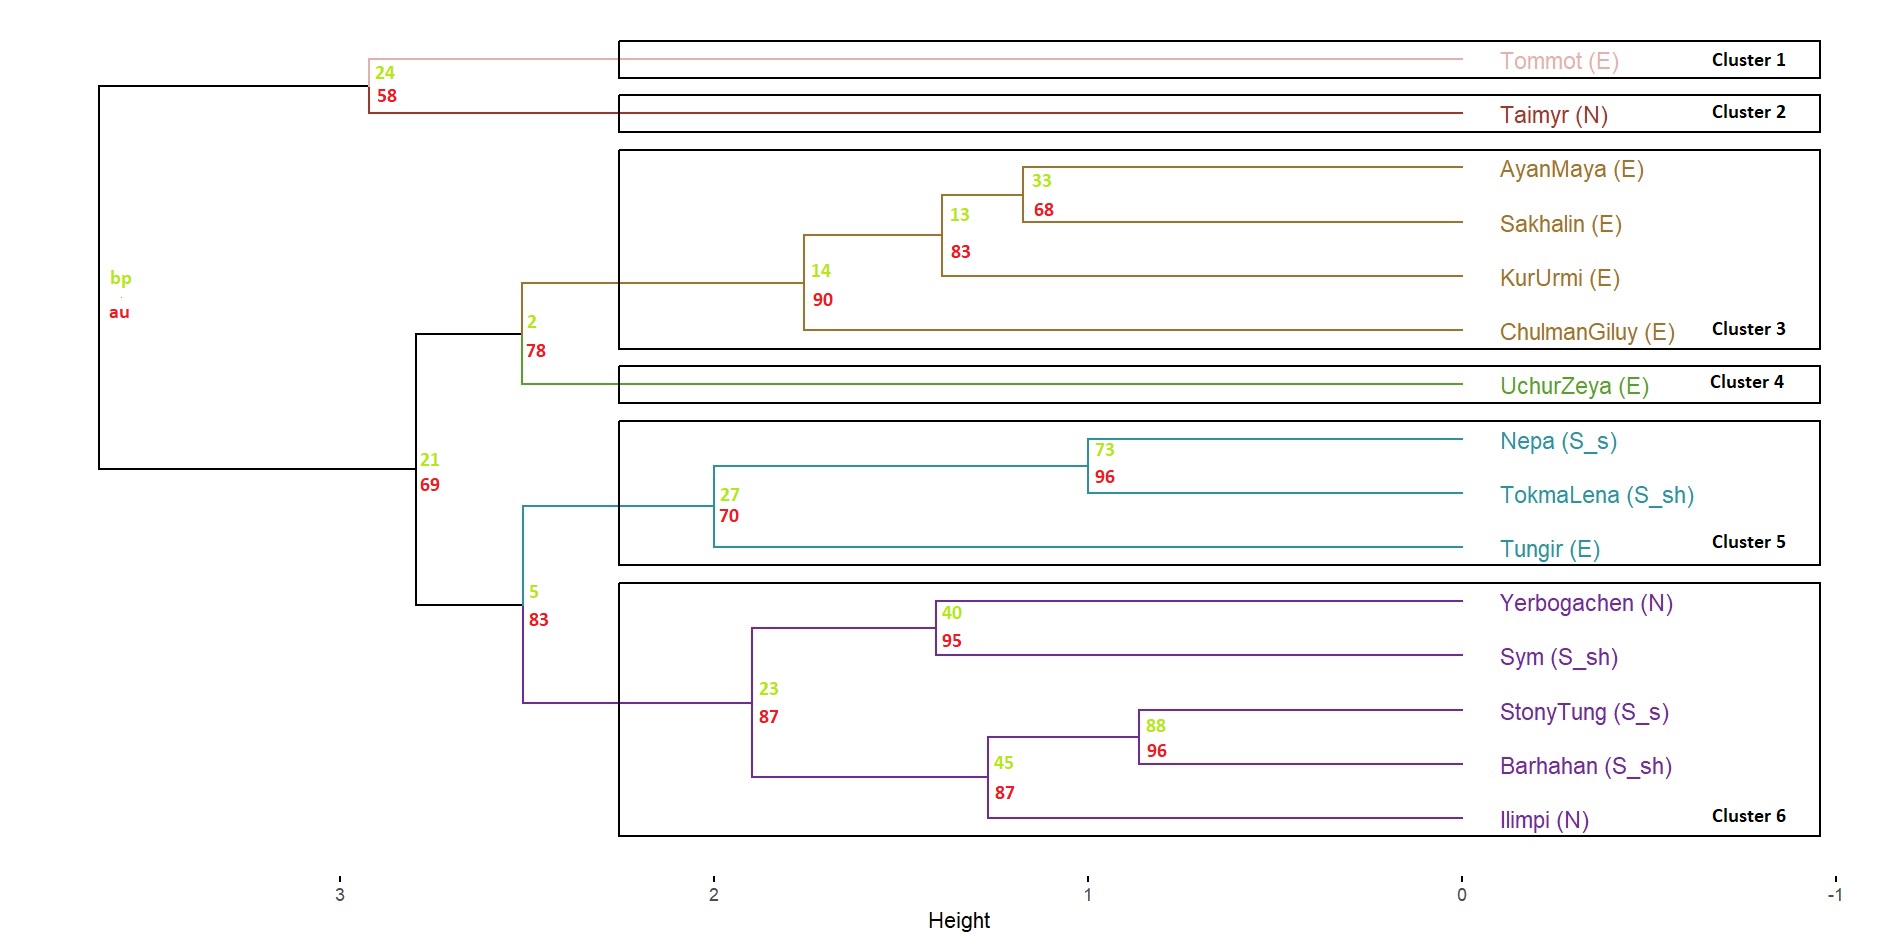 Tommot (E) Cluster 1
24
58
Taimyr (N) Cluster 2
AyanMaya (E)
33
68
Sakhalin (E)
13
83
KurUrmi (E)
14
90
ChulmanGiluy (E) Cluster 3
bp
au
2
78
UchurZeya (E) Cluster 4
Nepa (S_s)
73
96
21
69
TokmaLena (S_sh)
27
70
Tungir (E) Cluster 5
5
83
Yerbogachen (N)
40
95
Sym (S_sh)
23
87
StonyTung (S_s)
88
96
Barhahan (S_sh)
45
87
Ilimpi (N) Cluster 6
3 2 1 0 -1
Height